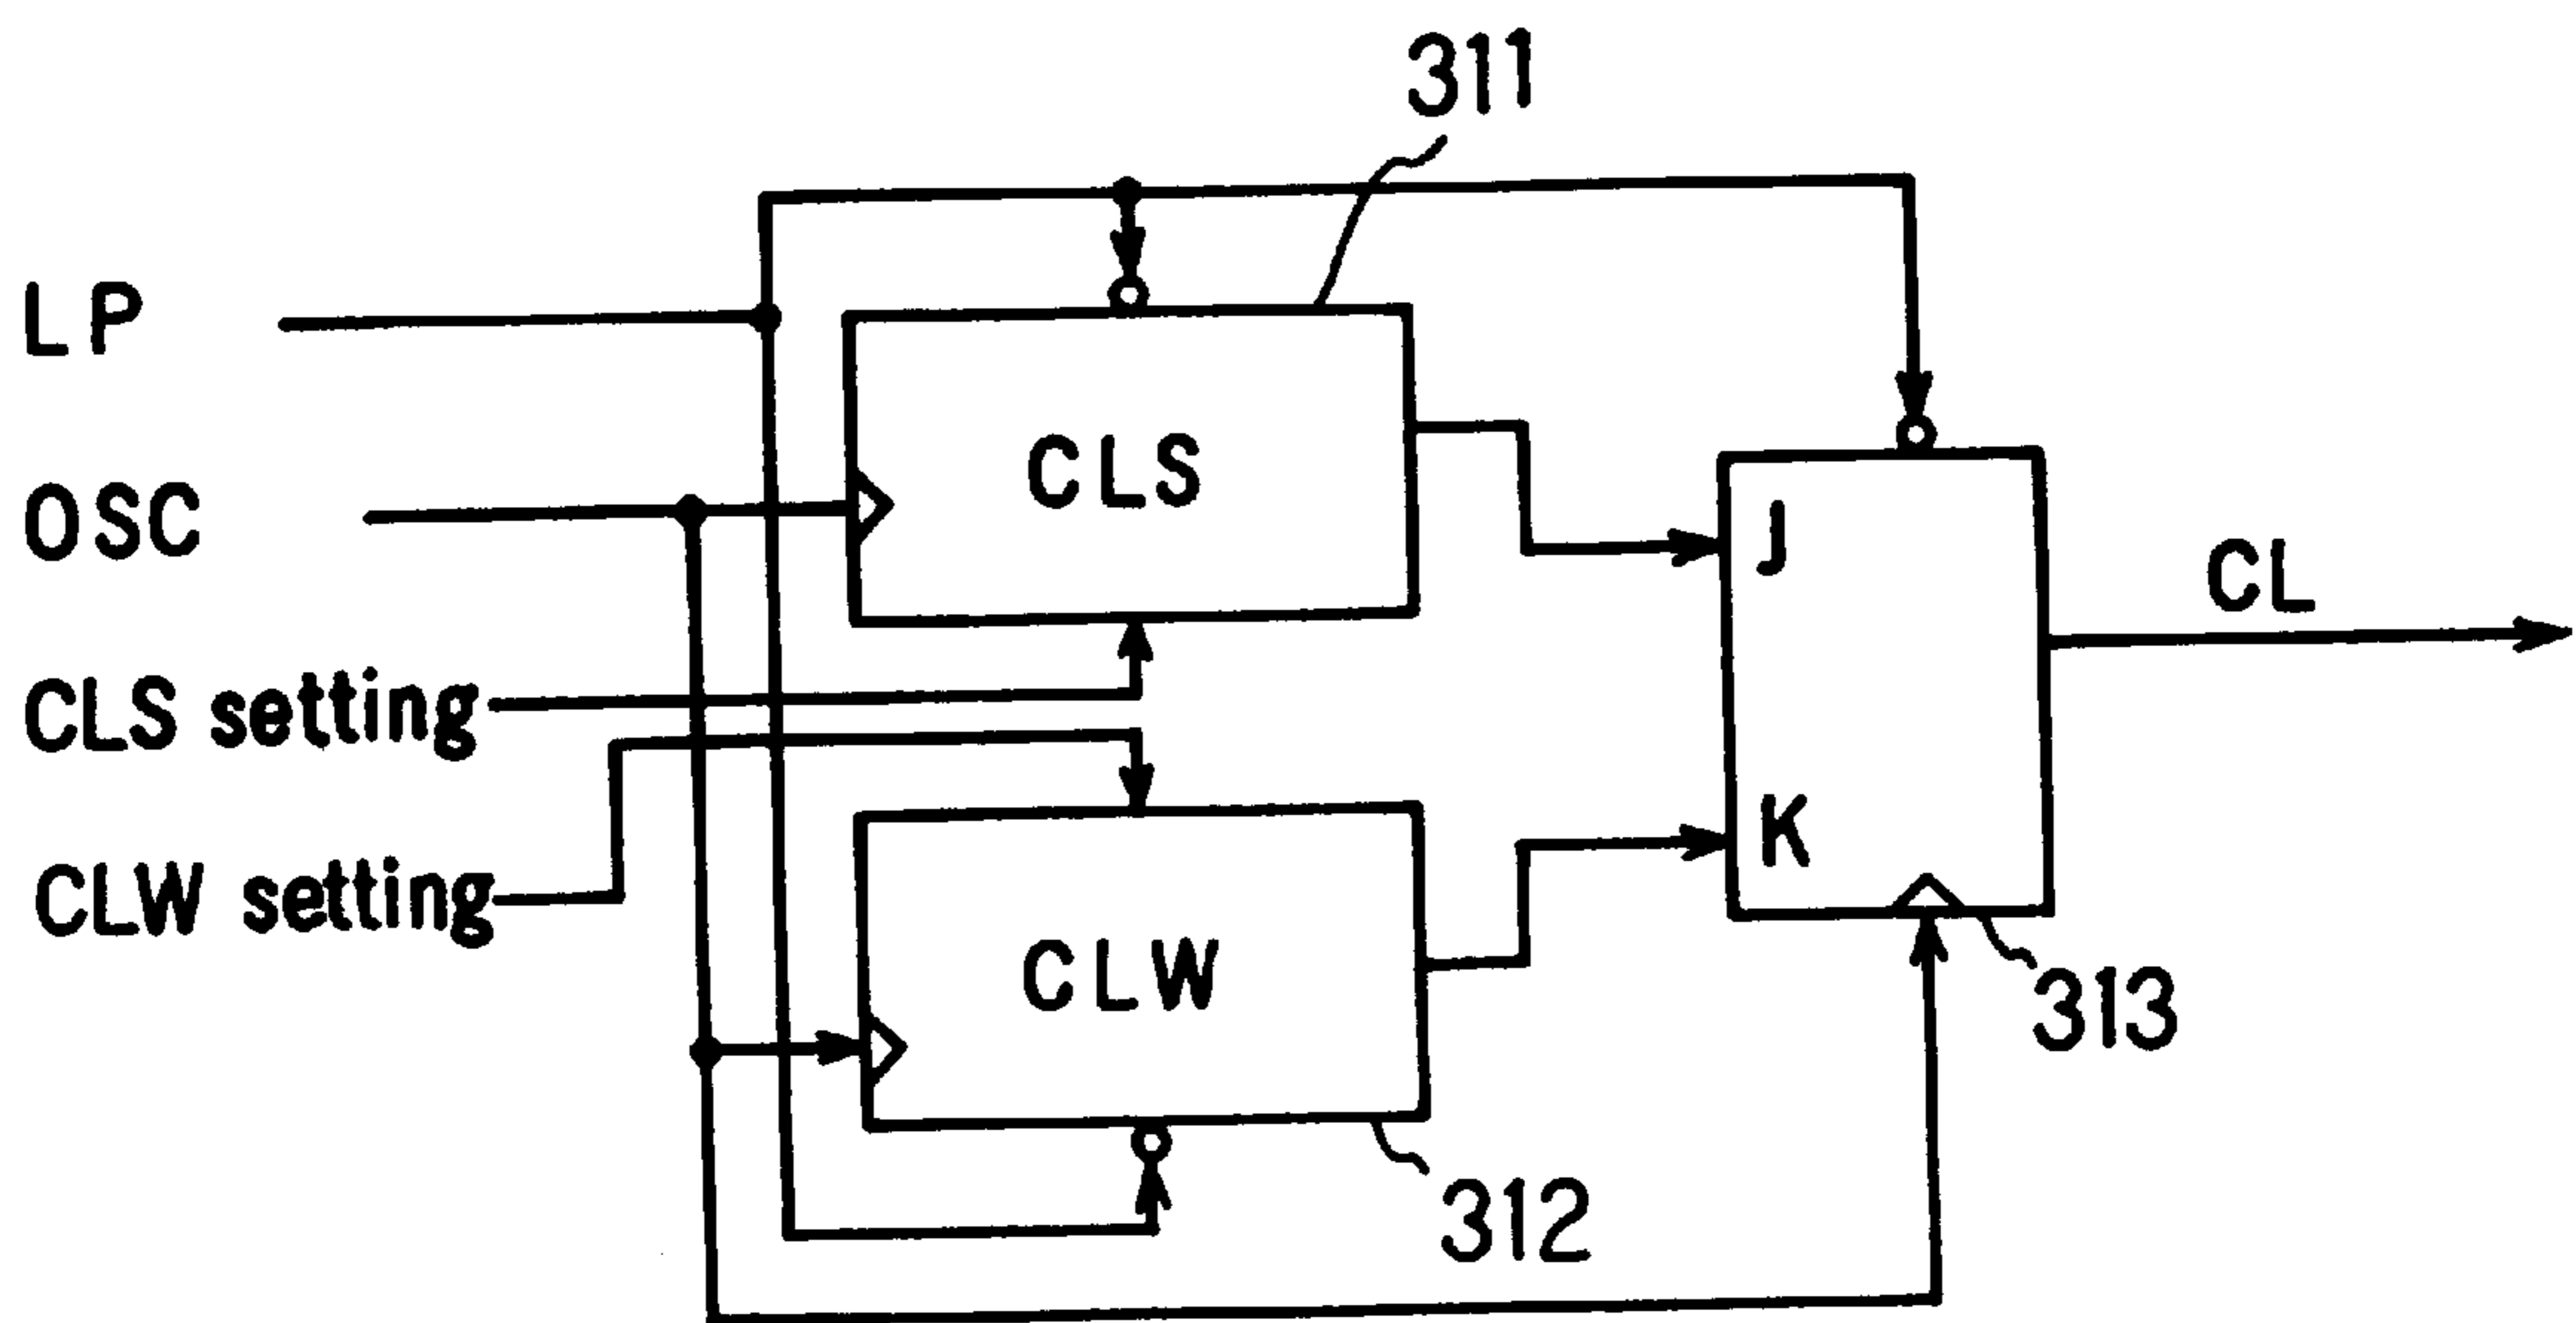 311
LP
CLS
OSC
J
CL
CLS setting
K
CLW setting
CLW
313
312